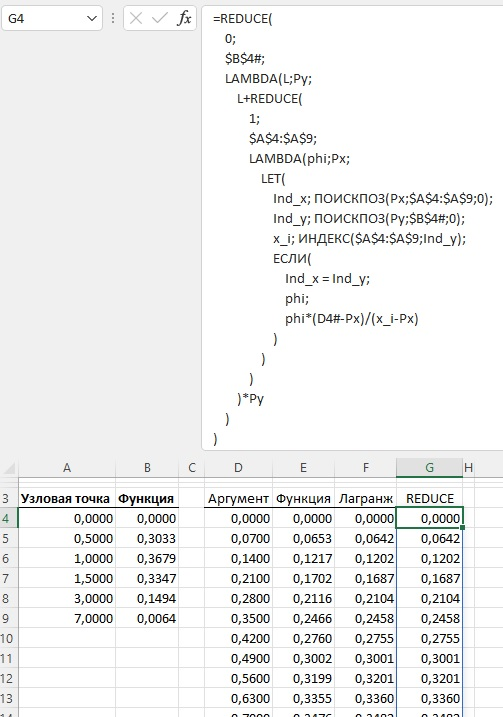 G4 fx =REDUCE(
0;
$B$4#;
LAMBDA(L;Py;
L+REDUCE(
1;
$A$4:$A$9;
LAMBDA(phi;Px;
LET(
Ind_x; ПОИСКПОЗ(Px;$A$4:$A$9;0);
Ind_y; ПОИСКПОЗ(Py;$B$4#;0);
x_i; ИНДЕКС($A$4:$A$9;Ind_y);
ЕСЛИ(
Ind_x = Ind_y;
phi;
phi*(D4#-Px)/(x_i-Px)
)
)
)
)*Py
)
)
A B C D E F G H
3 Узловая точка Функция Аргумент Функция Лагранж REDUCE
4 0,0000 0,0000 0,0000 0,0000 0,0000 0,0000
5 0,5000 0,3033 0,0700 0,0653 0,0642 0,0642
6 1,0000 0,3679 0,1400 0,1217 0,1202 0,1202
7 1,5000 0,3347 0,2100 0,1702 0,1687 0,1687
8 3,0000 0,1494 0,2800 0,2116 0,2104 0,2104
9 7,0000 0,0064 0,3500 0,2466 0,2458 0,2458
10 0,4200 0,2760 0,2755 0,2755
11 0,4900 0,3002 0,3001 0,3001
12 0,5600 0,3199 0,3201 0,3201
13 0,6300 0,3355 0,3360 0,3360